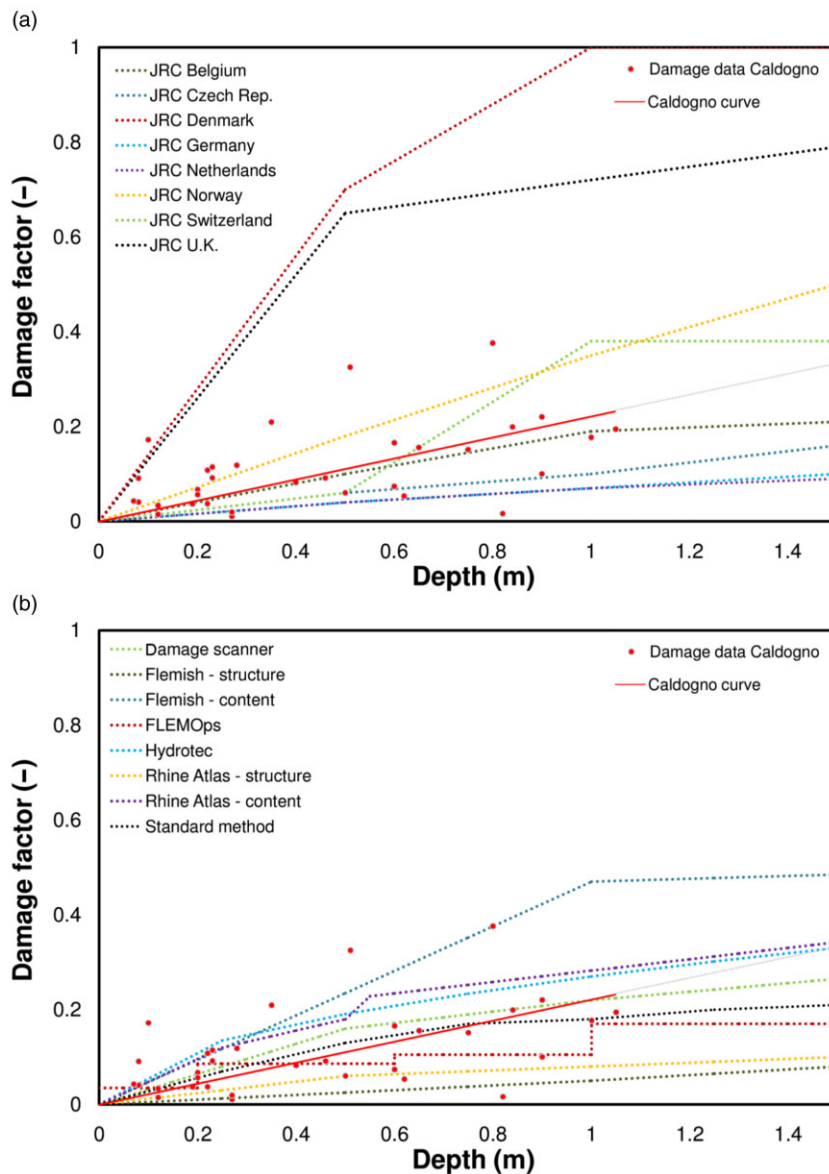 (a)
1
JRC Belgium
JRC Czech Rep.
JRC Denmark
JRC Germany
JRC Netherlands
JRC Norway
JRC Switzerland
JRC U.K.
Damage data Caldogno
Caldogno curve
0.8
0.6
0.4
0.2
0
Damage factor (−)
0 0.2 0.4 0.6 0.8 1 1.2 1.4
Depth (m)
(b)
1
Damage scanner
Flemish - structure
Flemish - content
FLEMOps
Hydrotec
Rhine Atlas - structure
Rhine Atlas - content
Standard method
Damage data Caldogno
Caldogno curve
0.8
0.6
0.4
0.2
0
Damage factor (−)
0 0.2 0.4 0.6 0.8 1 1.2 1.4
Depth (m)